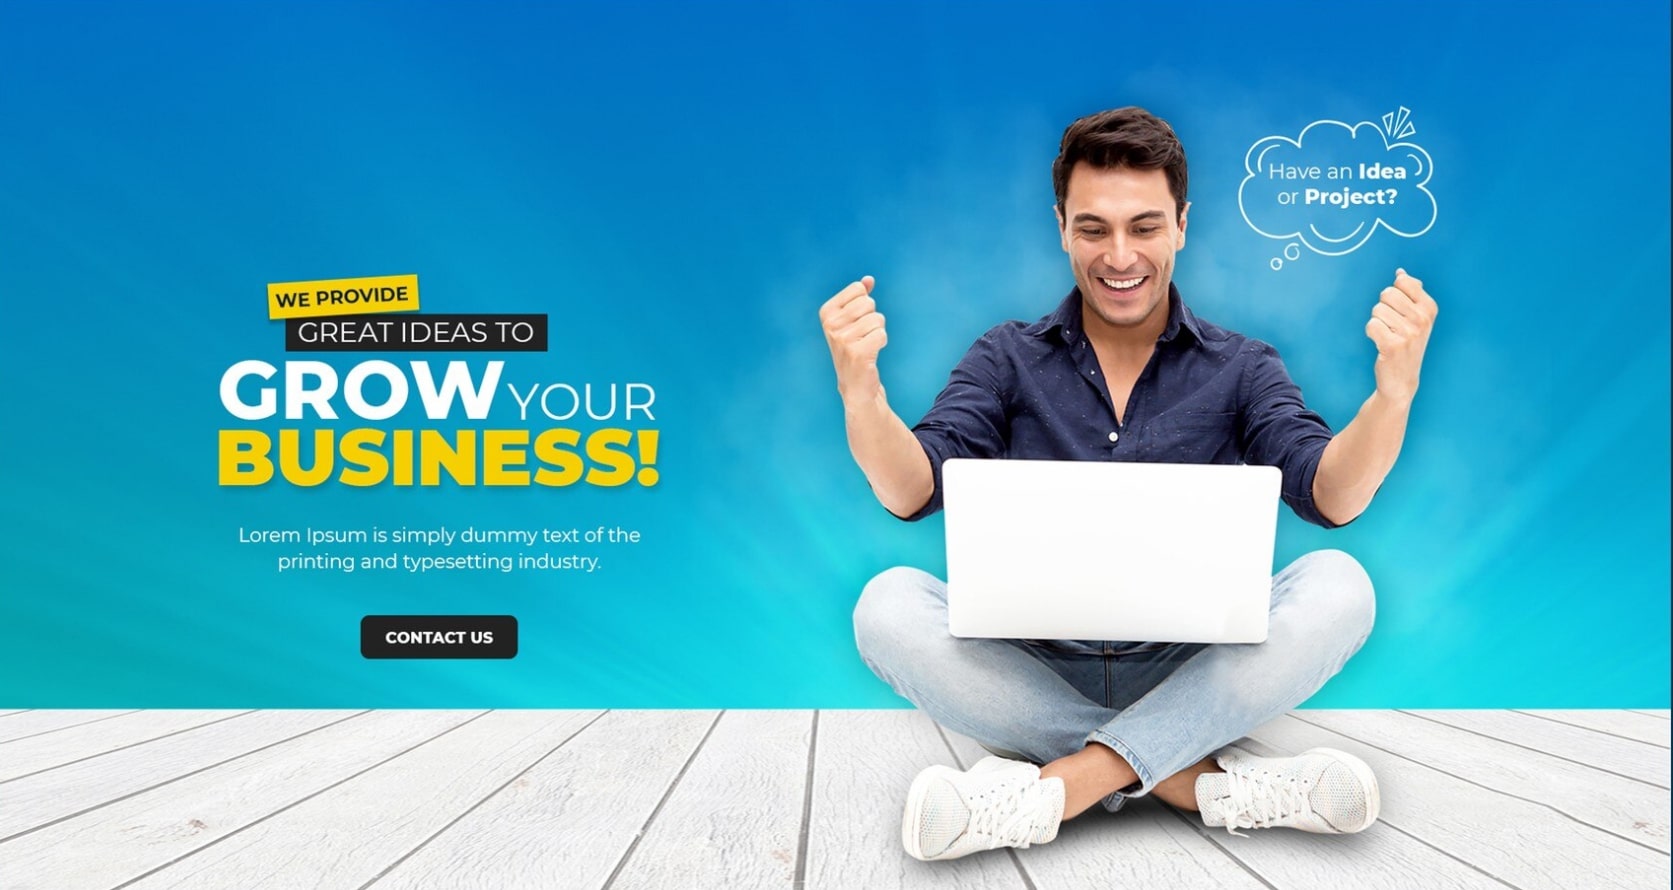 WE PROVIDE
GREAT IDEAS TO
GROW YOUR
BUSINESS!
Lorem Ipsum is simply dummy text of the
printing and typesetting industry.
CONTACT US
Have an Idea
or Project?